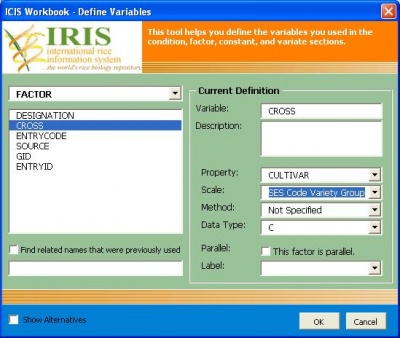 ICIS Workbook - Define Variables
IRIS
international rice
information system
...the world's rice biology repository
This tool helps you define the variables you used in the
condition, factor, constant, and variate sections.
FACTOR
DESIGNATION
CROSS
ENTRYCODE
SOURCE
GID
ENTRYID
Find related names that were previously used
Current Definition
Variable: CROSS
Description:
Property: CULTIVAR
Scale: SES Code Variety Group
Method: Not Specified
Data Type: C
Parallel: This factor is parallel.
Label:
Show Alternatives
OK
Cancel